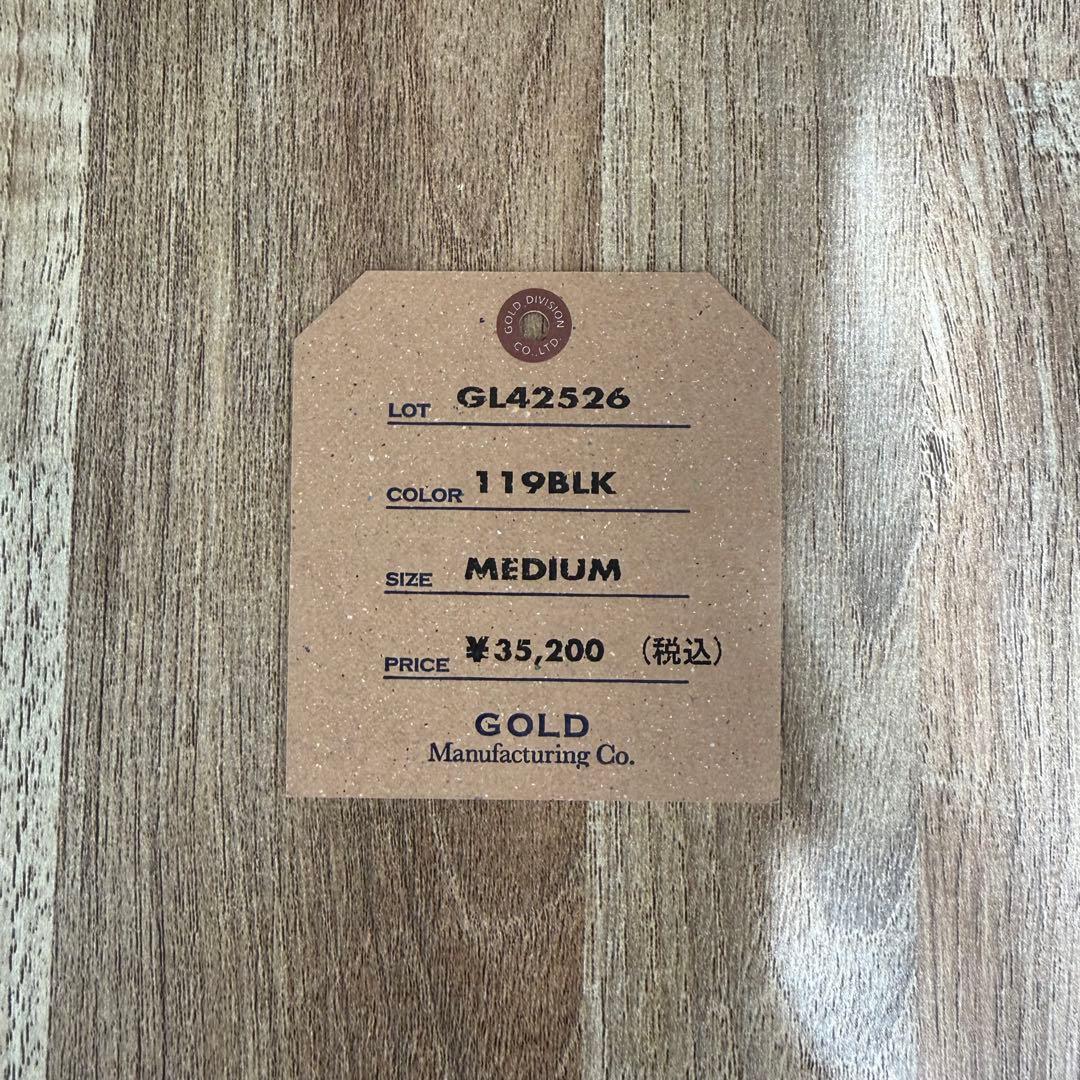 GOLD DIVISION
CO.,LTD.
LOT GL42526
COLOR 119BLK
SIZE MEDIUM
PRICE ¥35,200 (税込)
GOLD
Manufacturing Co.